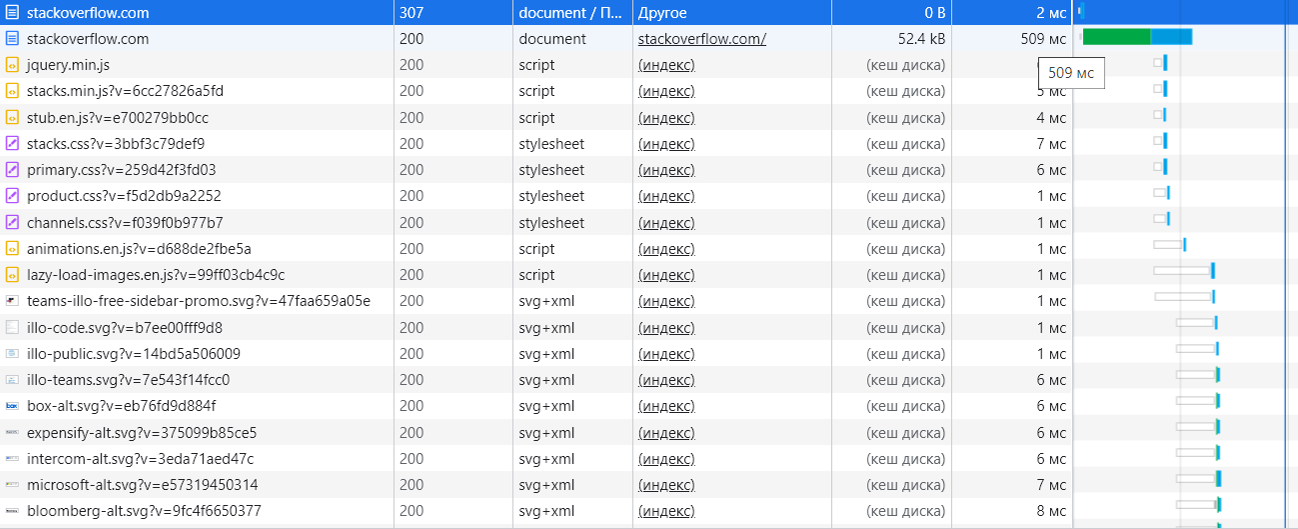 stackoverflow.com 307 document / П... Другое 0 B 2 мс
stackoverflow.com 200 document stackoverflow.com/ 52.4 kB 509 мс
jquery.min.js 200 script (индекс) (кеш диска)
509 мс
stacks.min.js?v=6cc27826a5fd 200 script (индекс) (кеш диска) 5 мс
stub.en.js?v=e700279bb0cc 200 script (индекс) (кеш диска) 4 мс
stacks.css?v=3bbf3c79def9 200 stylesheet (индекс) (кеш диска) 7 мс
primary.css?v=259d42f3fd03 200 stylesheet (индекс) (кеш диска) 6 мс
product.css?v=f5d2db9a2252 200 stylesheet (индекс) (кеш диска) 1 мс
channels.css?v=f039f0b977b7 200 stylesheet (индекс) (кеш диска) 1 мс
animations.en.js?v=d688de2fbe5a 200 script (индекс) (кеш диска) 1 мс
lazy-load-images.en.js?v=99ff03cb4c9c 200 script (индекс) (кеш диска) 1 мс
teams-illo-free-sidebar-promo.svg?v=47faa659a05e 200 svg+xml (индекс) (кеш диска) 1 мс
illo-code.svg?v=b7ee00fff9d8 200 svg+xml (индекс) (кеш диска) 1 мс
illo-public.svg?v=14bd5a506009 200 svg+xml (индекс) (кеш диска) 1 мс
illo-teams.svg?v=7e543f14fcc0 200 svg+xml (индекс) (кеш диска) 6 мс
box-alt.svg?v=eb76fd9d884f 200 svg+xml (индекс) (кеш диска) 6 мс
expensify-alt.svg?v=375099b85ce5 200 svg+xml (индекс) (кеш диска) 6 мс
intercom-alt.svg?v=3eda71aed47c 200 svg+xml (индекс) (кеш диска) 6 мс
microsoft-alt.svg?v=e57319450314 200 svg+xml (индекс) (кеш диска) 7 мс
bloomberg-alt.svg?v=9fc4f6650377 200 svg+xml (индекс) (кеш диска) 8 мс